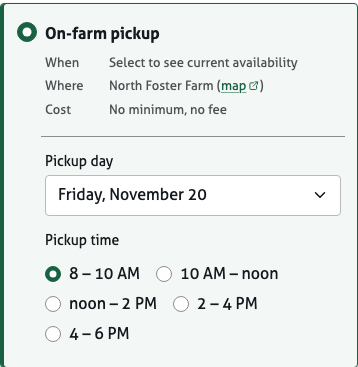 On-farm pickup
When Select to see current availability
Where North Foster Farm (map)
Cost No minimum, no fee
Pickup day
Friday, November 20
Pickup time
8 – 10 AM 10 AM – noon
noon – 2 PM 2 – 4 PM
4 – 6 PM